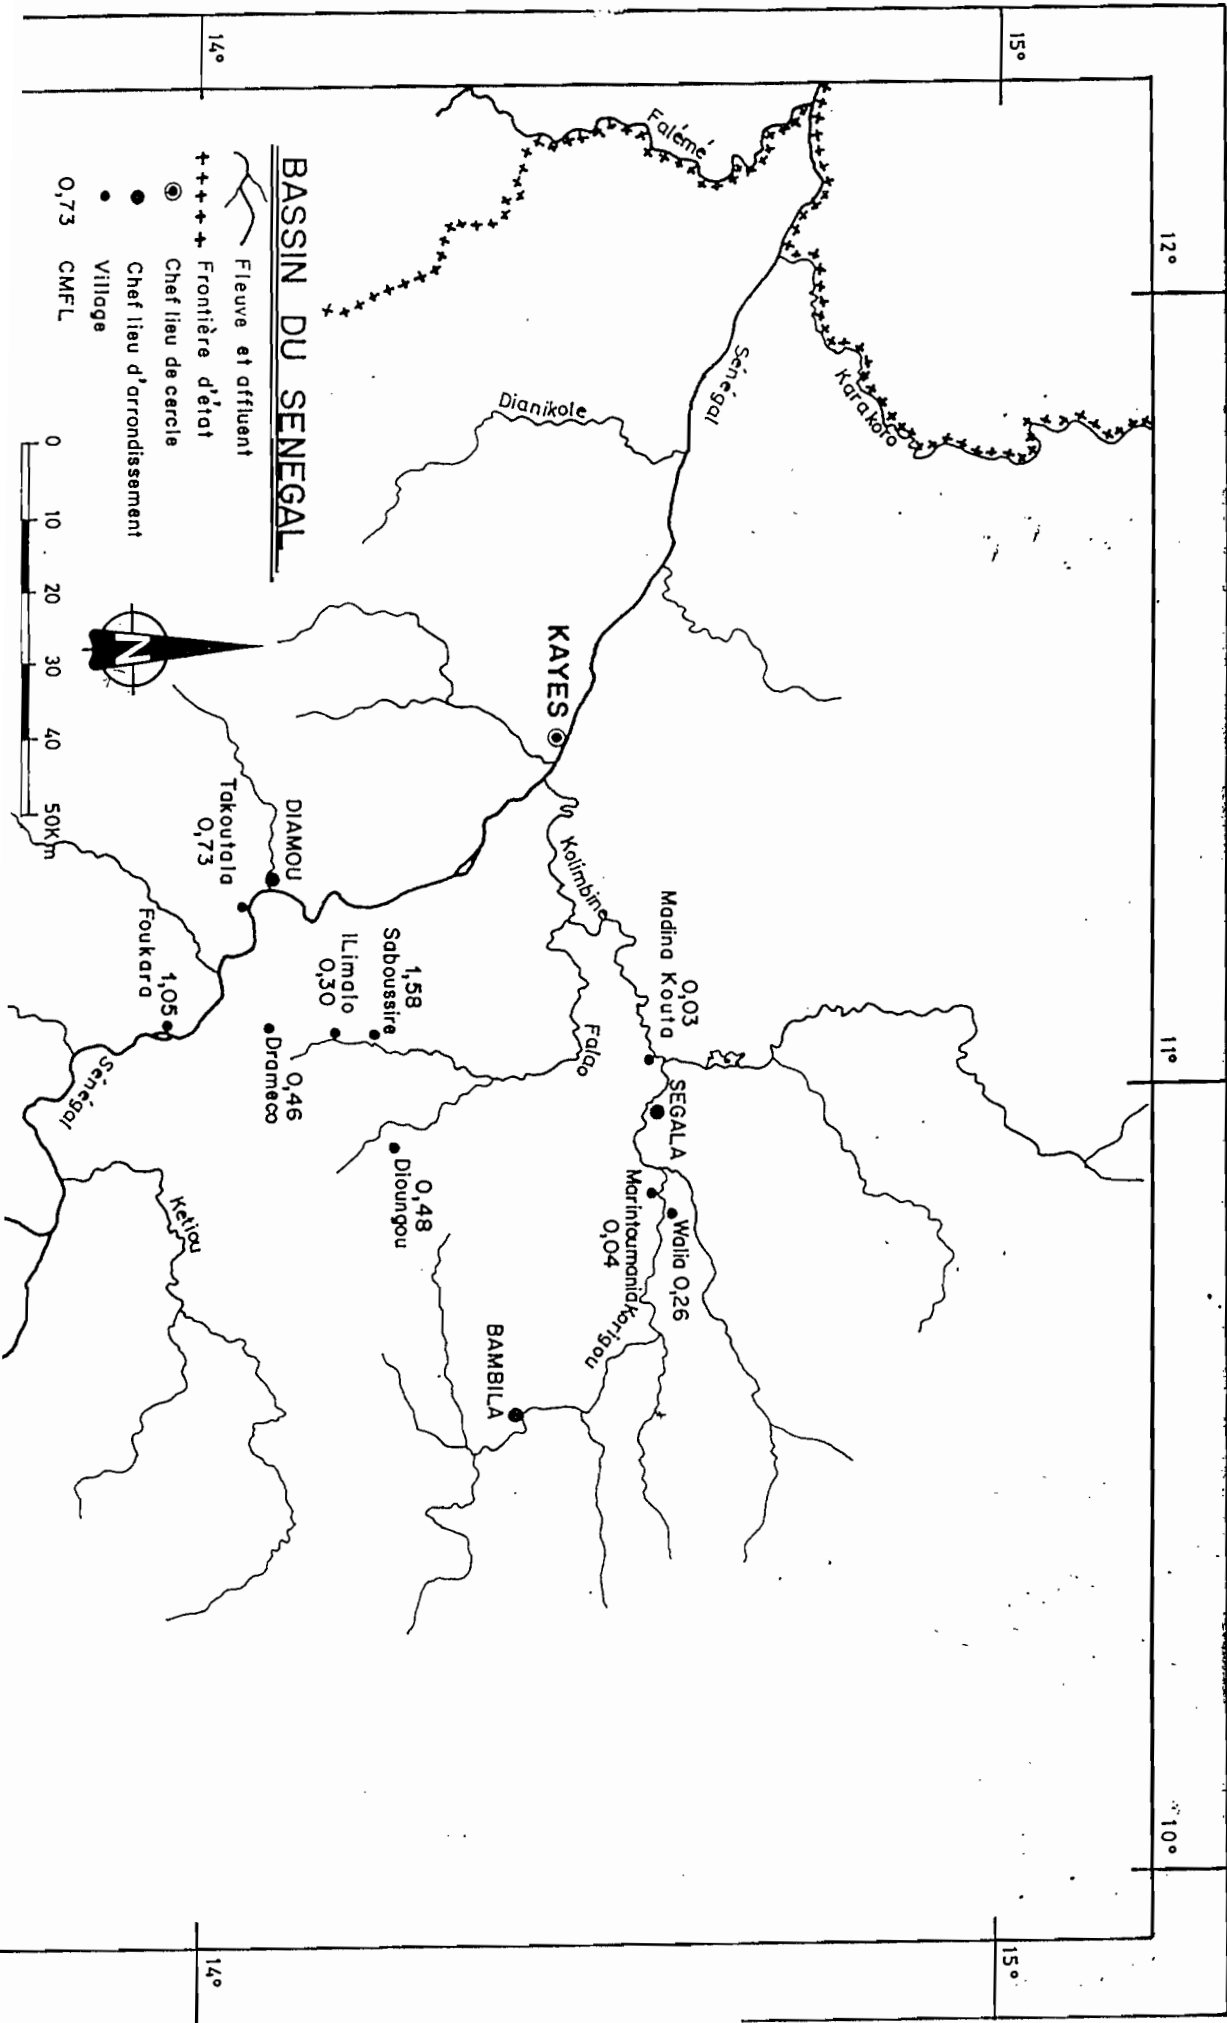 12°
11°
10°
15°
15°
14°
14°
Falémé
Karakoro
Sénégal
Dianikole
KAYES
Kolimbine
Madina Kouta
0,03
SEGALA
Walia 0,26
Marintoumania
0,04
Korigou
Falao
BAMBILA
1,58
Saboussire
ILimalo
0,30
0,46
Drameco
0,48
Dioungou
DIAMOU
Takoutala
0,73
1,05
Foukara
Sénégal
Ketiou
BASSIN DU SENEGAL
Fleuve et affluent
+++++ Frontière d'état
Chef lieu de cercle
Chef lieu d'arrondissement
Village
0,73 CMFL
N
0 10 20 30 40 50Km